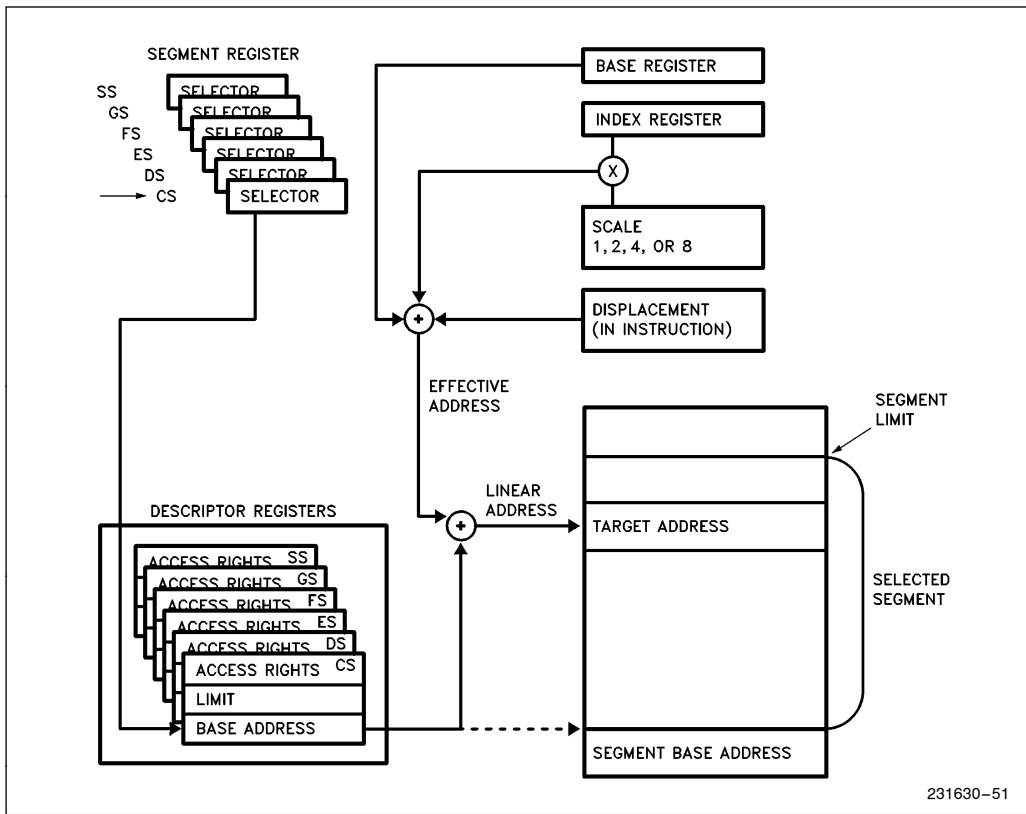 SEGMENT REGISTER
SS
GS
FS
ES
DS
CS
SELECTOR
SELECTOR
SELECTOR
SELECTOR
SELECTOR
SELECTOR
BASE REGISTER
INDEX REGISTER
X
SCALE
1, 2, 4, OR 8
+
DISPLACEMENT
(IN INSTRUCTION)
EFFECTIVE
ADDRESS
SEGMENT
LIMIT
LINEAR
ADDRESS
+
TARGET ADDRESS
SELECTED
SEGMENT
DESCRIPTOR REGISTERS
ACCESS RIGHTS SS
ACCESS RIGHTS GS
ACCESS RIGHTS FS
ACCESS RIGHTS ES
ACCESS RIGHTS DS
ACCESS RIGHTS CS
LIMIT
BASE ADDRESS
SEGMENT BASE ADDRESS
231630–51